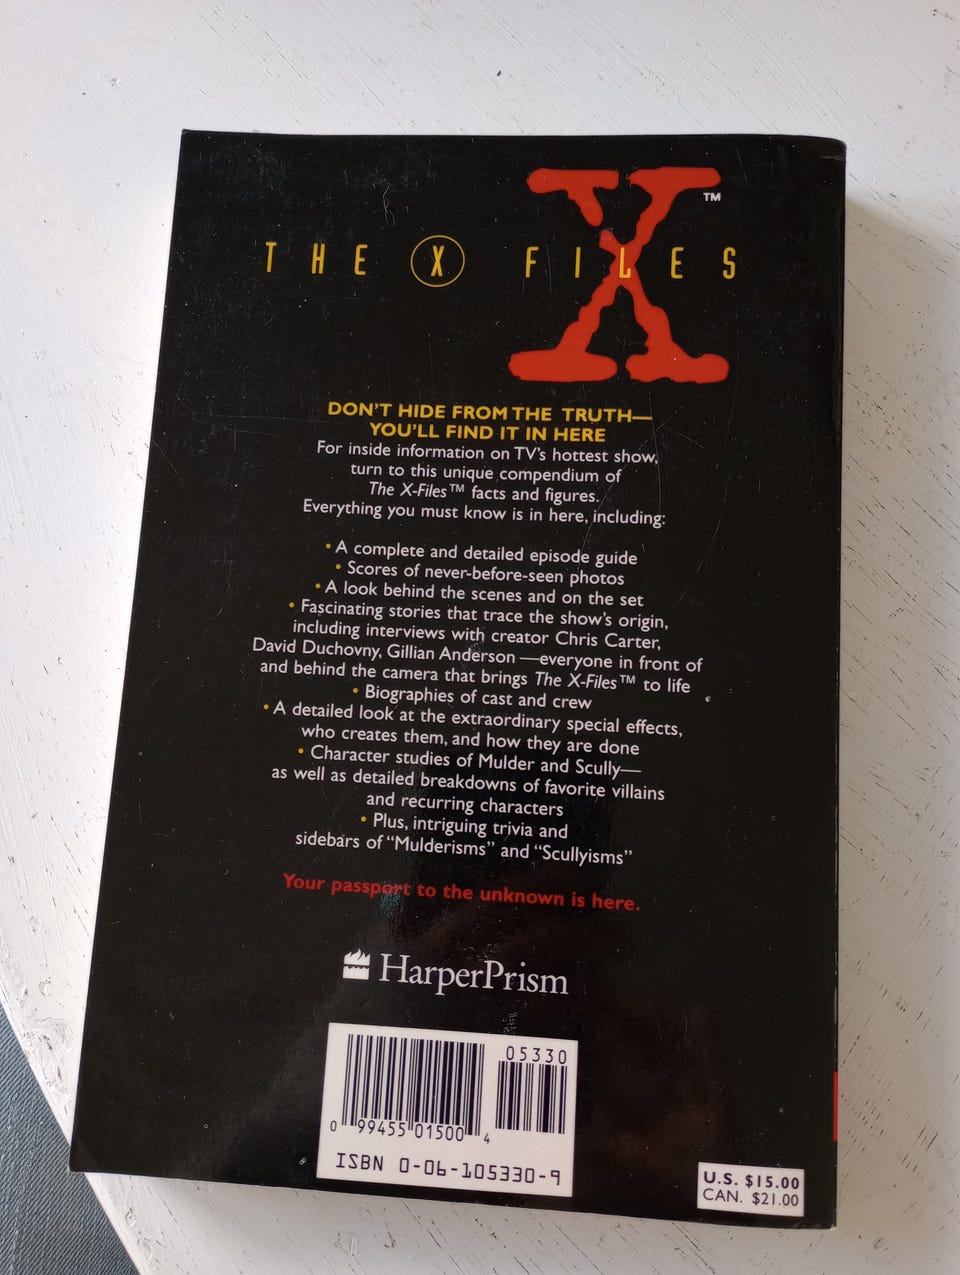 X™
THE X FILES
DON'T HIDE FROM THE TRUTH—
YOU'LL FIND IT IN HERE
For inside information on TV's hottest show,
turn to this unique compendium of
The X-Files™ facts and figures.
Everything you must know is in here, including:
• A complete and detailed episode guide
• Scores of never-before-seen photos
• A look behind the scenes and on the set
• Fascinating stories that trace the show's origin,
including interviews with creator Chris Carter,
David Duchovny, Gillian Anderson —everyone in front of
and behind the camera that brings The X-Files™ to life
• Biographies of cast and crew
• A detailed look at the extraordinary special effects,
who creates them, and how they are done
• Character studies of Mulder and Scully—
as well as detailed breakdowns of favorite villains
and recurring characters
• Plus, intriguing trivia and
sidebars of “Mulderisms” and “Scullyisms”
Your passport to the unknown is here.
HarperPrism
05330
0 99455 01500 4
ISBN 0-06-105330-9
U.S. $15.00
CAN. $21.00